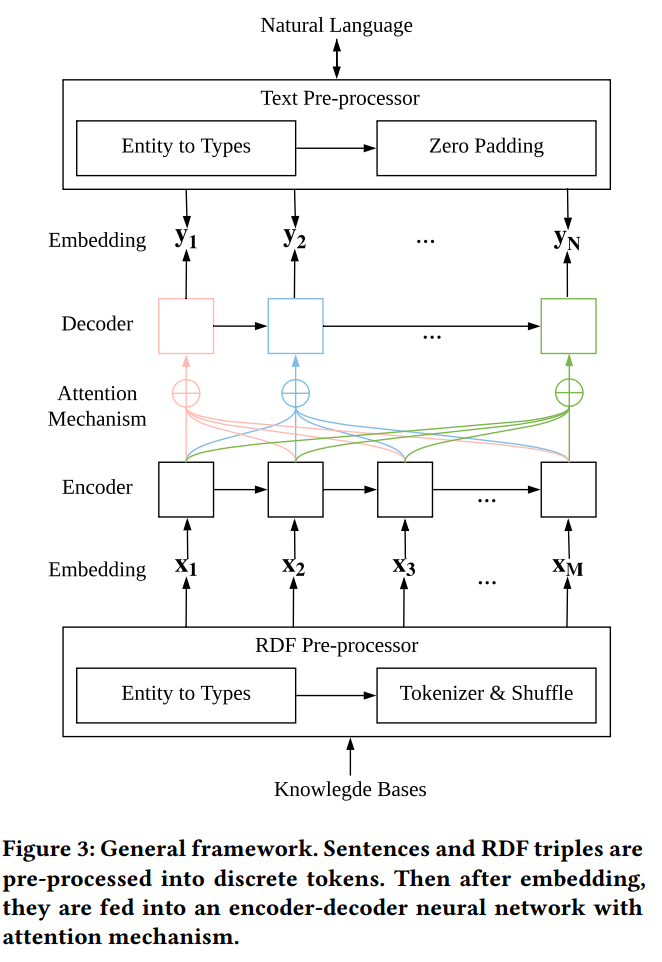 Natural Language
Text Pre-processor
Entity to Types
Zero Padding
Embedding
y1
y2
...
yN
Decoder
...
Attention
Mechanism
Encoder
...
Embedding
x1
x2
x3
...
xM
RDF Pre-processor
Entity to Types
Tokenizer & Shuffle
Knowlegde Bases
Figure 3: General framework. Sentences and RDF triples are
pre-processed into discrete tokens. Then after embedding,
they are fed into an encoder-decoder neural network with
attention mechanism.